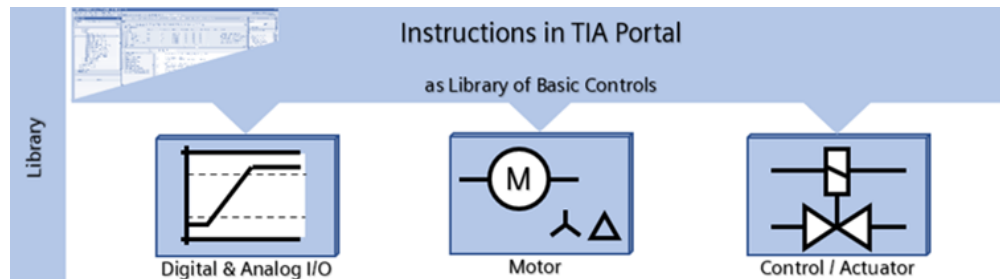 Instructions in TIA Portal
as Library of Basic Controls
Library
M
Digital & Analog I/O
Motor
Control / Actuator